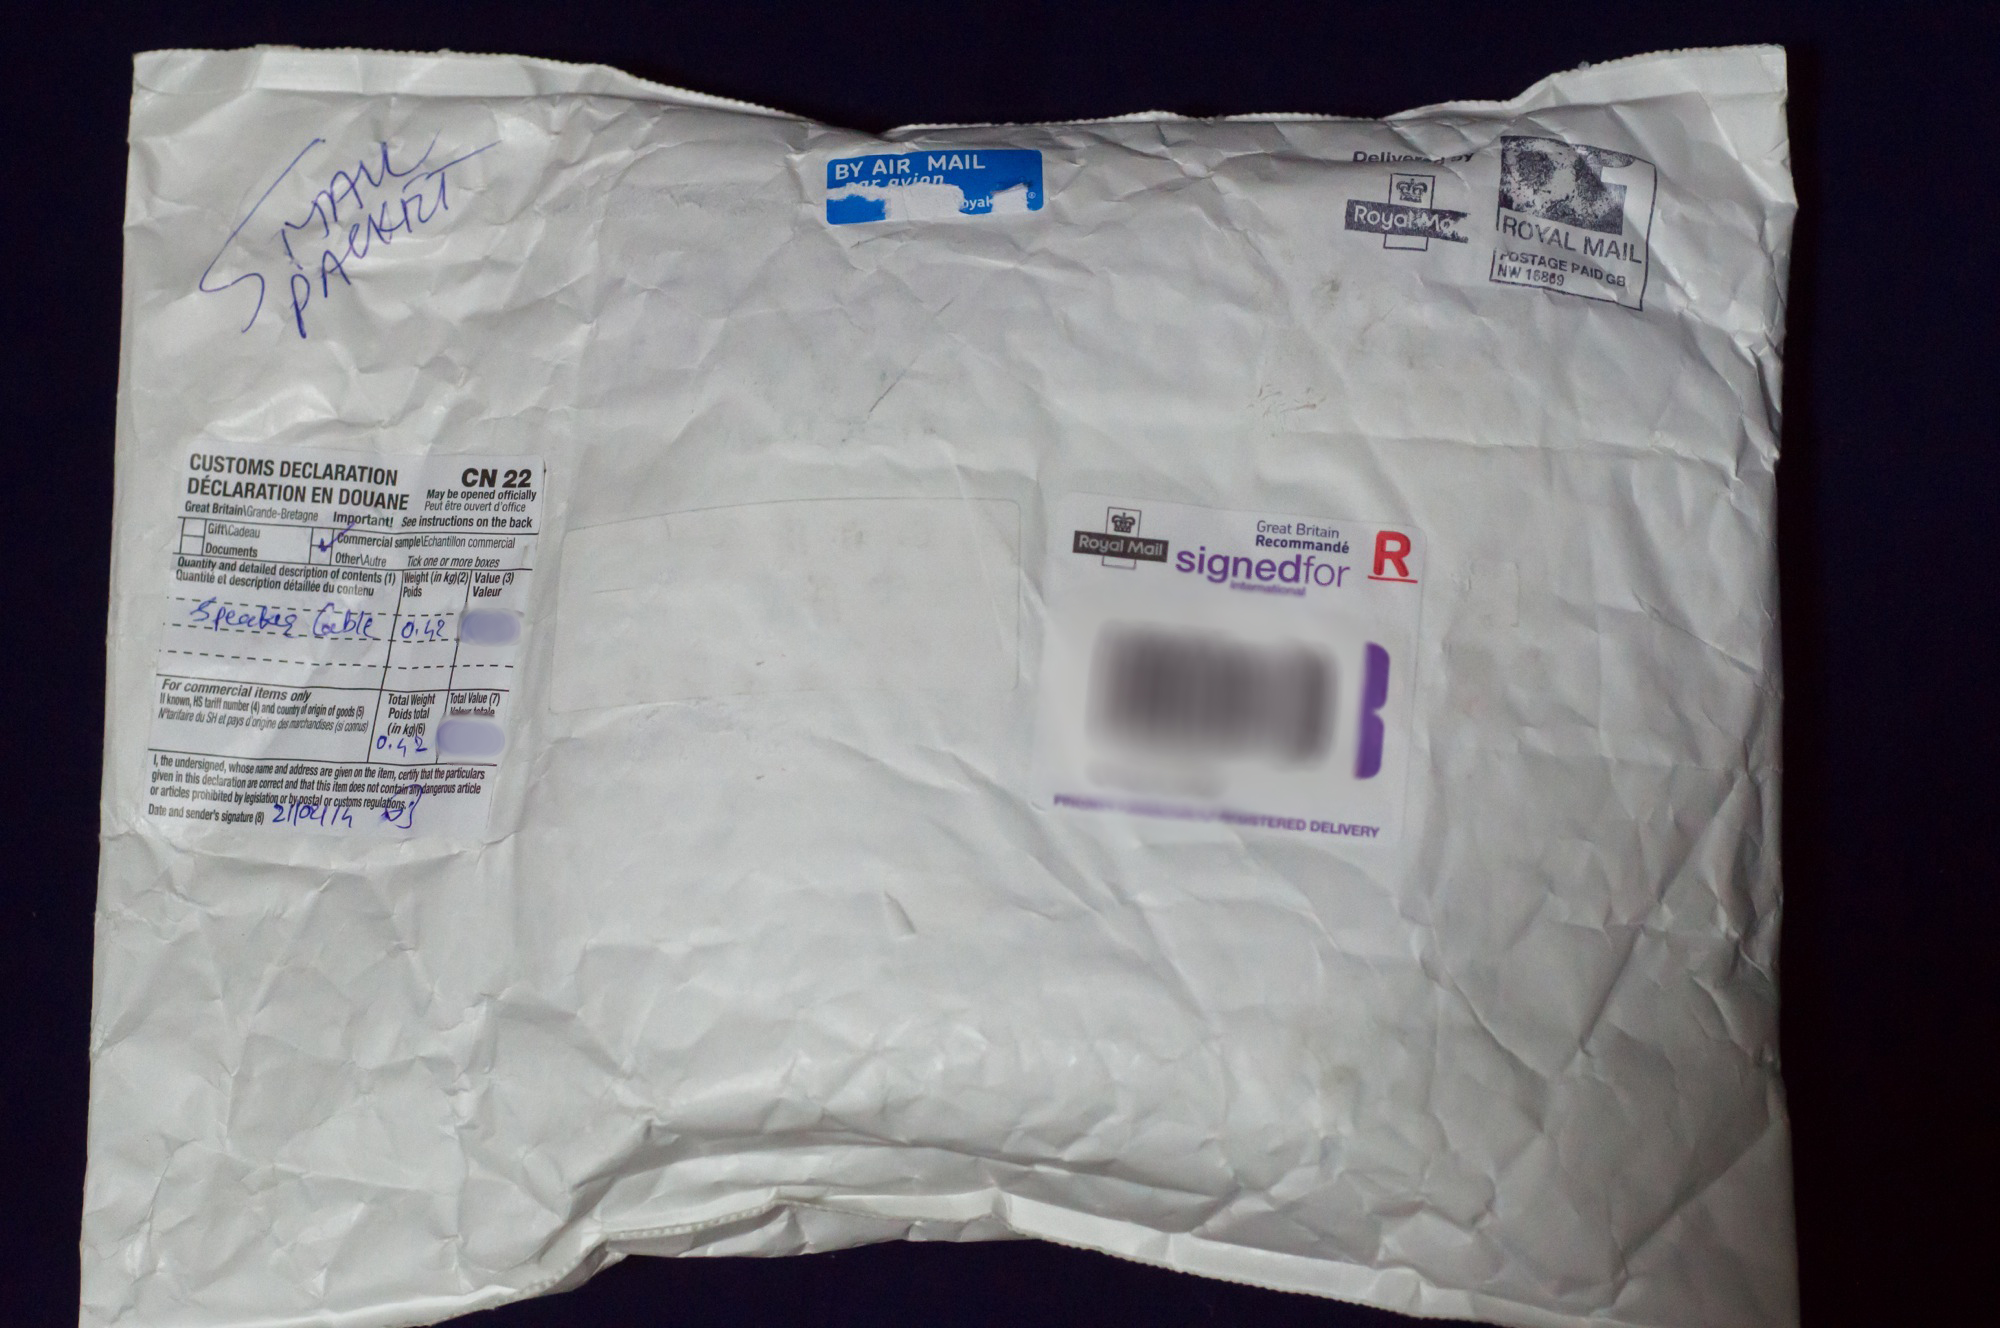 SMALL
PACKET
BY AIR MAIL
par avion
Delivered by
Royal Mail
ROYAL MAIL
POSTAGE PAID GB
NW 16869
CUSTOMS DECLARATION
DÉCLARATION EN DOUANE
CN 22
May be opened officially
Peut être ouvert d'office
Great Britain\Grande-Bretagne Important! See instructions on the back
Gift\Cadeau
Commercial sample\Echantillon commercial
Documents
Other\Autre Tick one or more boxes
Quantity and detailed description of contents (1)
Quantité et description détaillée du contenu
Weight (in kg)(2)
Poids
Value (3)
Valeur
Speaker Cable 0.42
For commercial items only
If known, HS tariff number (4) and country of origin of goods (5)
N°tarifaire du SH et pays d'origine des marchandises (si connus)
Total Weight
Poids total
(in kg)(6)
0.42
Total Value (7)
Valeur totale
I, the undersigned, whose name and address are given on the item, certify that the particulars
given in this declaration are correct and that this item does not contain any dangerous article
or articles prohibited by legislation or by postal or customs regulations.
Date and sender's signature (8)
Royal Mail
Great Britain
Recommandé
signedfor
International
R
REGISTERED DELIVERY